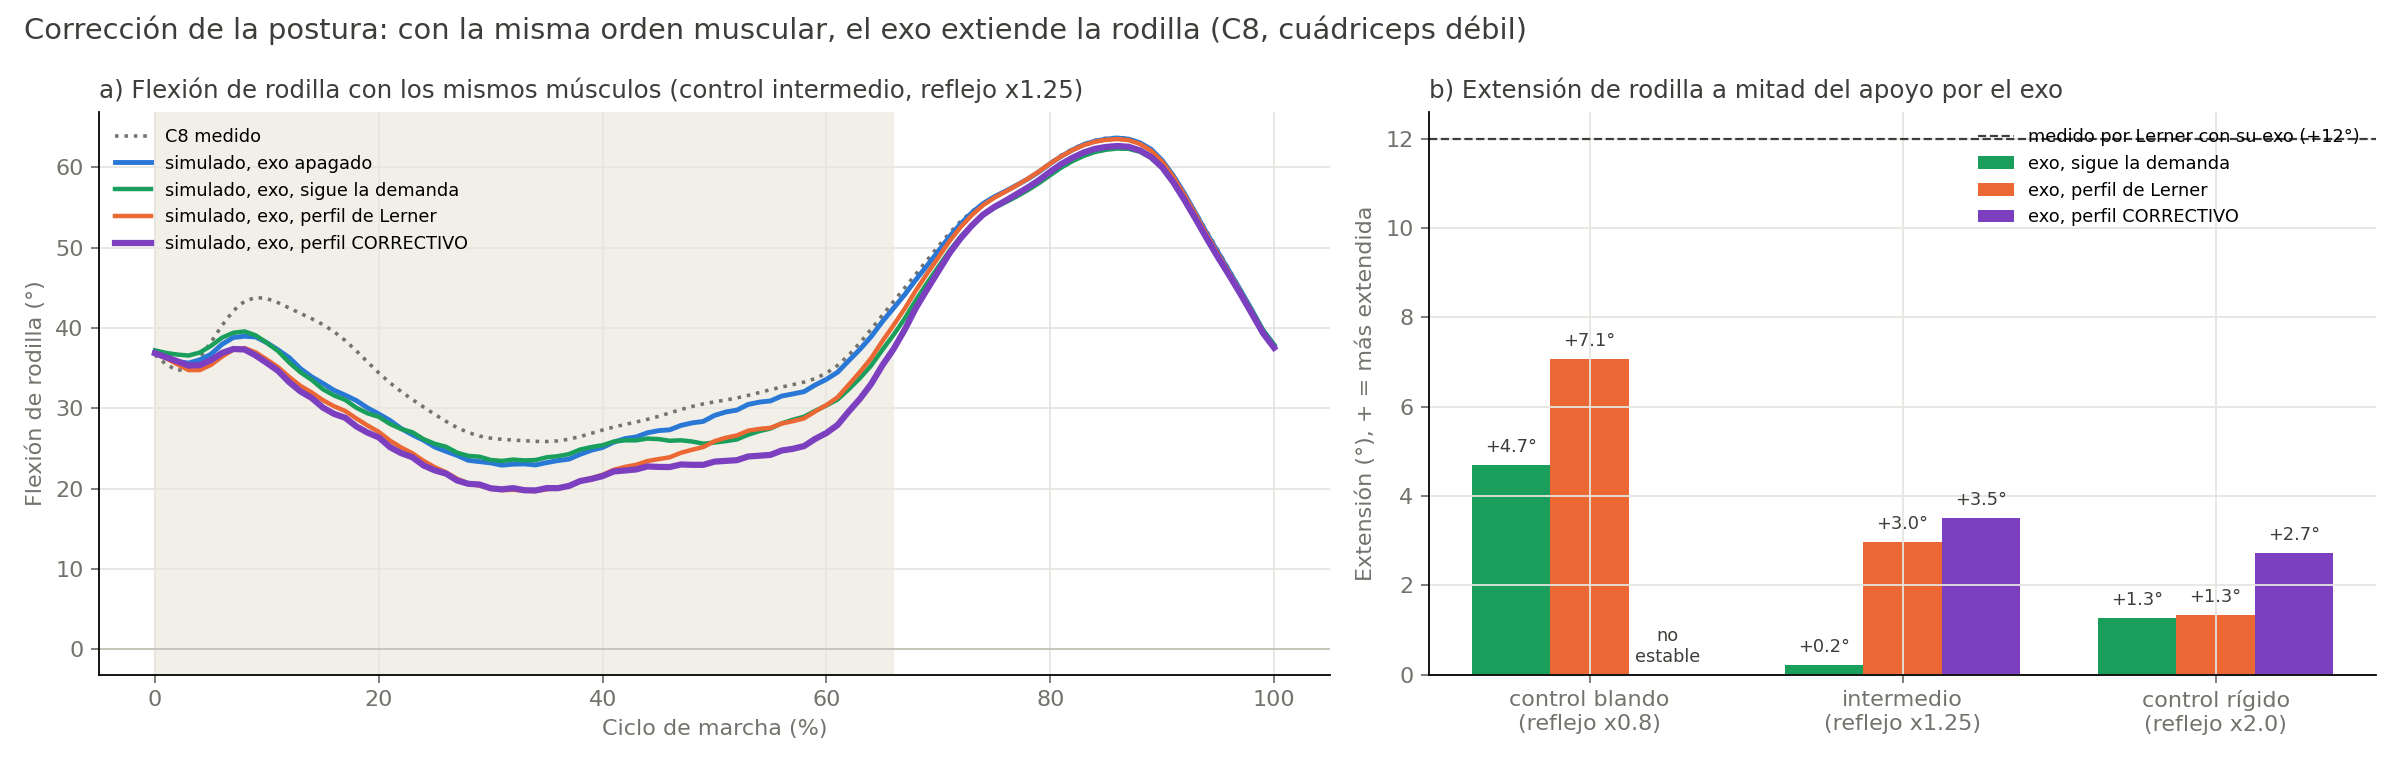 Corrección de la postura: con la misma orden muscular, el exo extiende la rodilla (C8, cuádriceps débil)
a) Flexión de rodilla con los mismos músculos (control intermedio, reflejo x1.25)
C8 medido
simulado, exo apagado
simulado, exo, sigue la demanda
simulado, exo, perfil de Lerner
simulado, exo, perfil CORRECTIVO
Flexión de rodilla (°)
60
50
40
30
20
10
0
0
20
40
60
80
100
Ciclo de marcha (%)
b) Extensión de rodilla a mitad del apoyo por el exo
medido por Lerner con su exo (+12°)
exo, sigue la demanda
exo, perfil de Lerner
exo, perfil CORRECTIVO
Extensión (°), + = más extendida
12
10
8
6
4
2
0
+4.7°
+7.1°
no
estable
+0.2°
+3.0°
+3.5°
+1.3°
+1.3°
+2.7°
control blando
(reflejo x0.8)
intermedio
(reflejo x1.25)
control rígido
(reflejo x2.0)